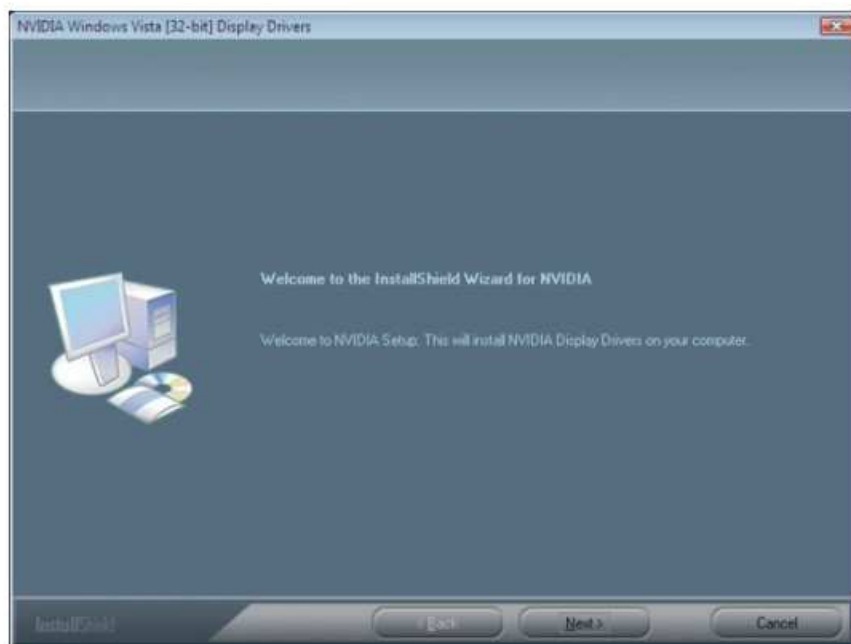 NVIDIA Windows Vista [32-bit] Display Drivers
Welcome to the InstallShield Wizard for NVIDIA
Welcome to NVIDIA Setup. This will install NVIDIA Display Drivers on your computer.
InstallShield
< Back
Next >
Cancel